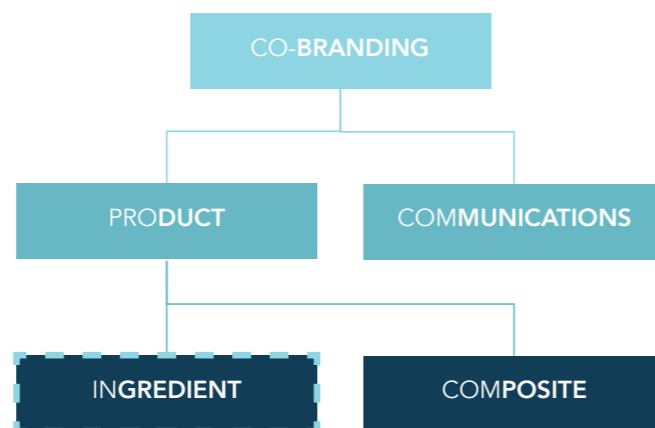 CO-BRANDING
PRODUCT
COMMUNICATIONS
INGREDIENT
COMPOSITE